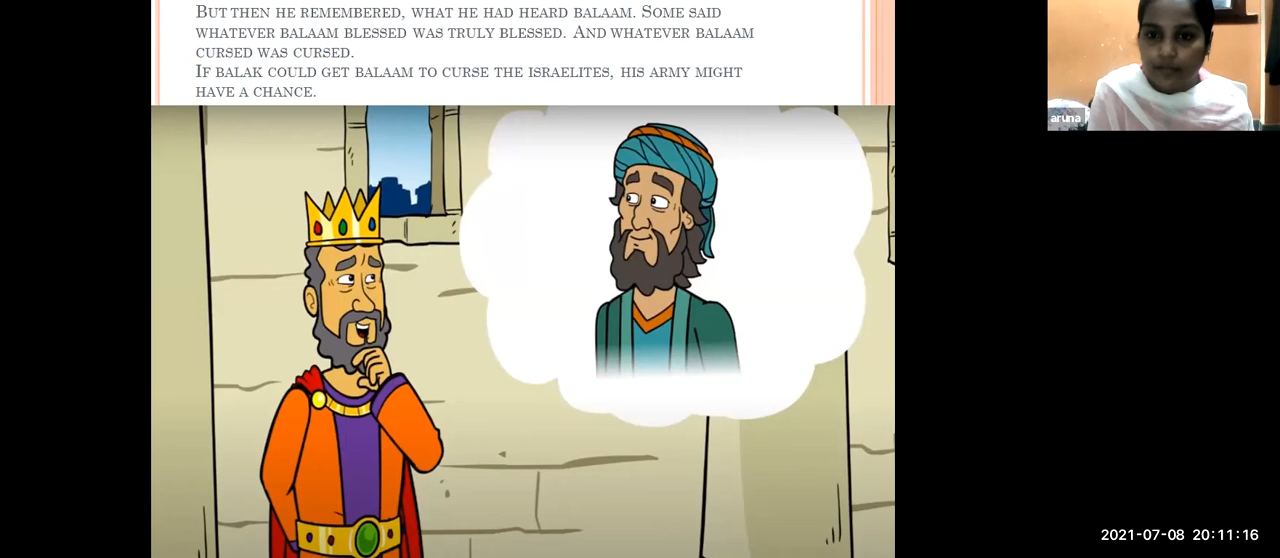 BUT THEN HE REMEMBERED, WHAT HE HAD HEARD BALAAM. SOME SAID
WHATEVER BALAAM BLESSED WAS TRULY BLESSED. AND WHATEVER BALAAM
CURSED WAS CURSED.
IF BALAK COULD GET BALAAM TO CURSE THE ISRAELITES, HIS ARMY MIGHT
HAVE A CHANCE.
aruna
2021-07-08 20:11:16